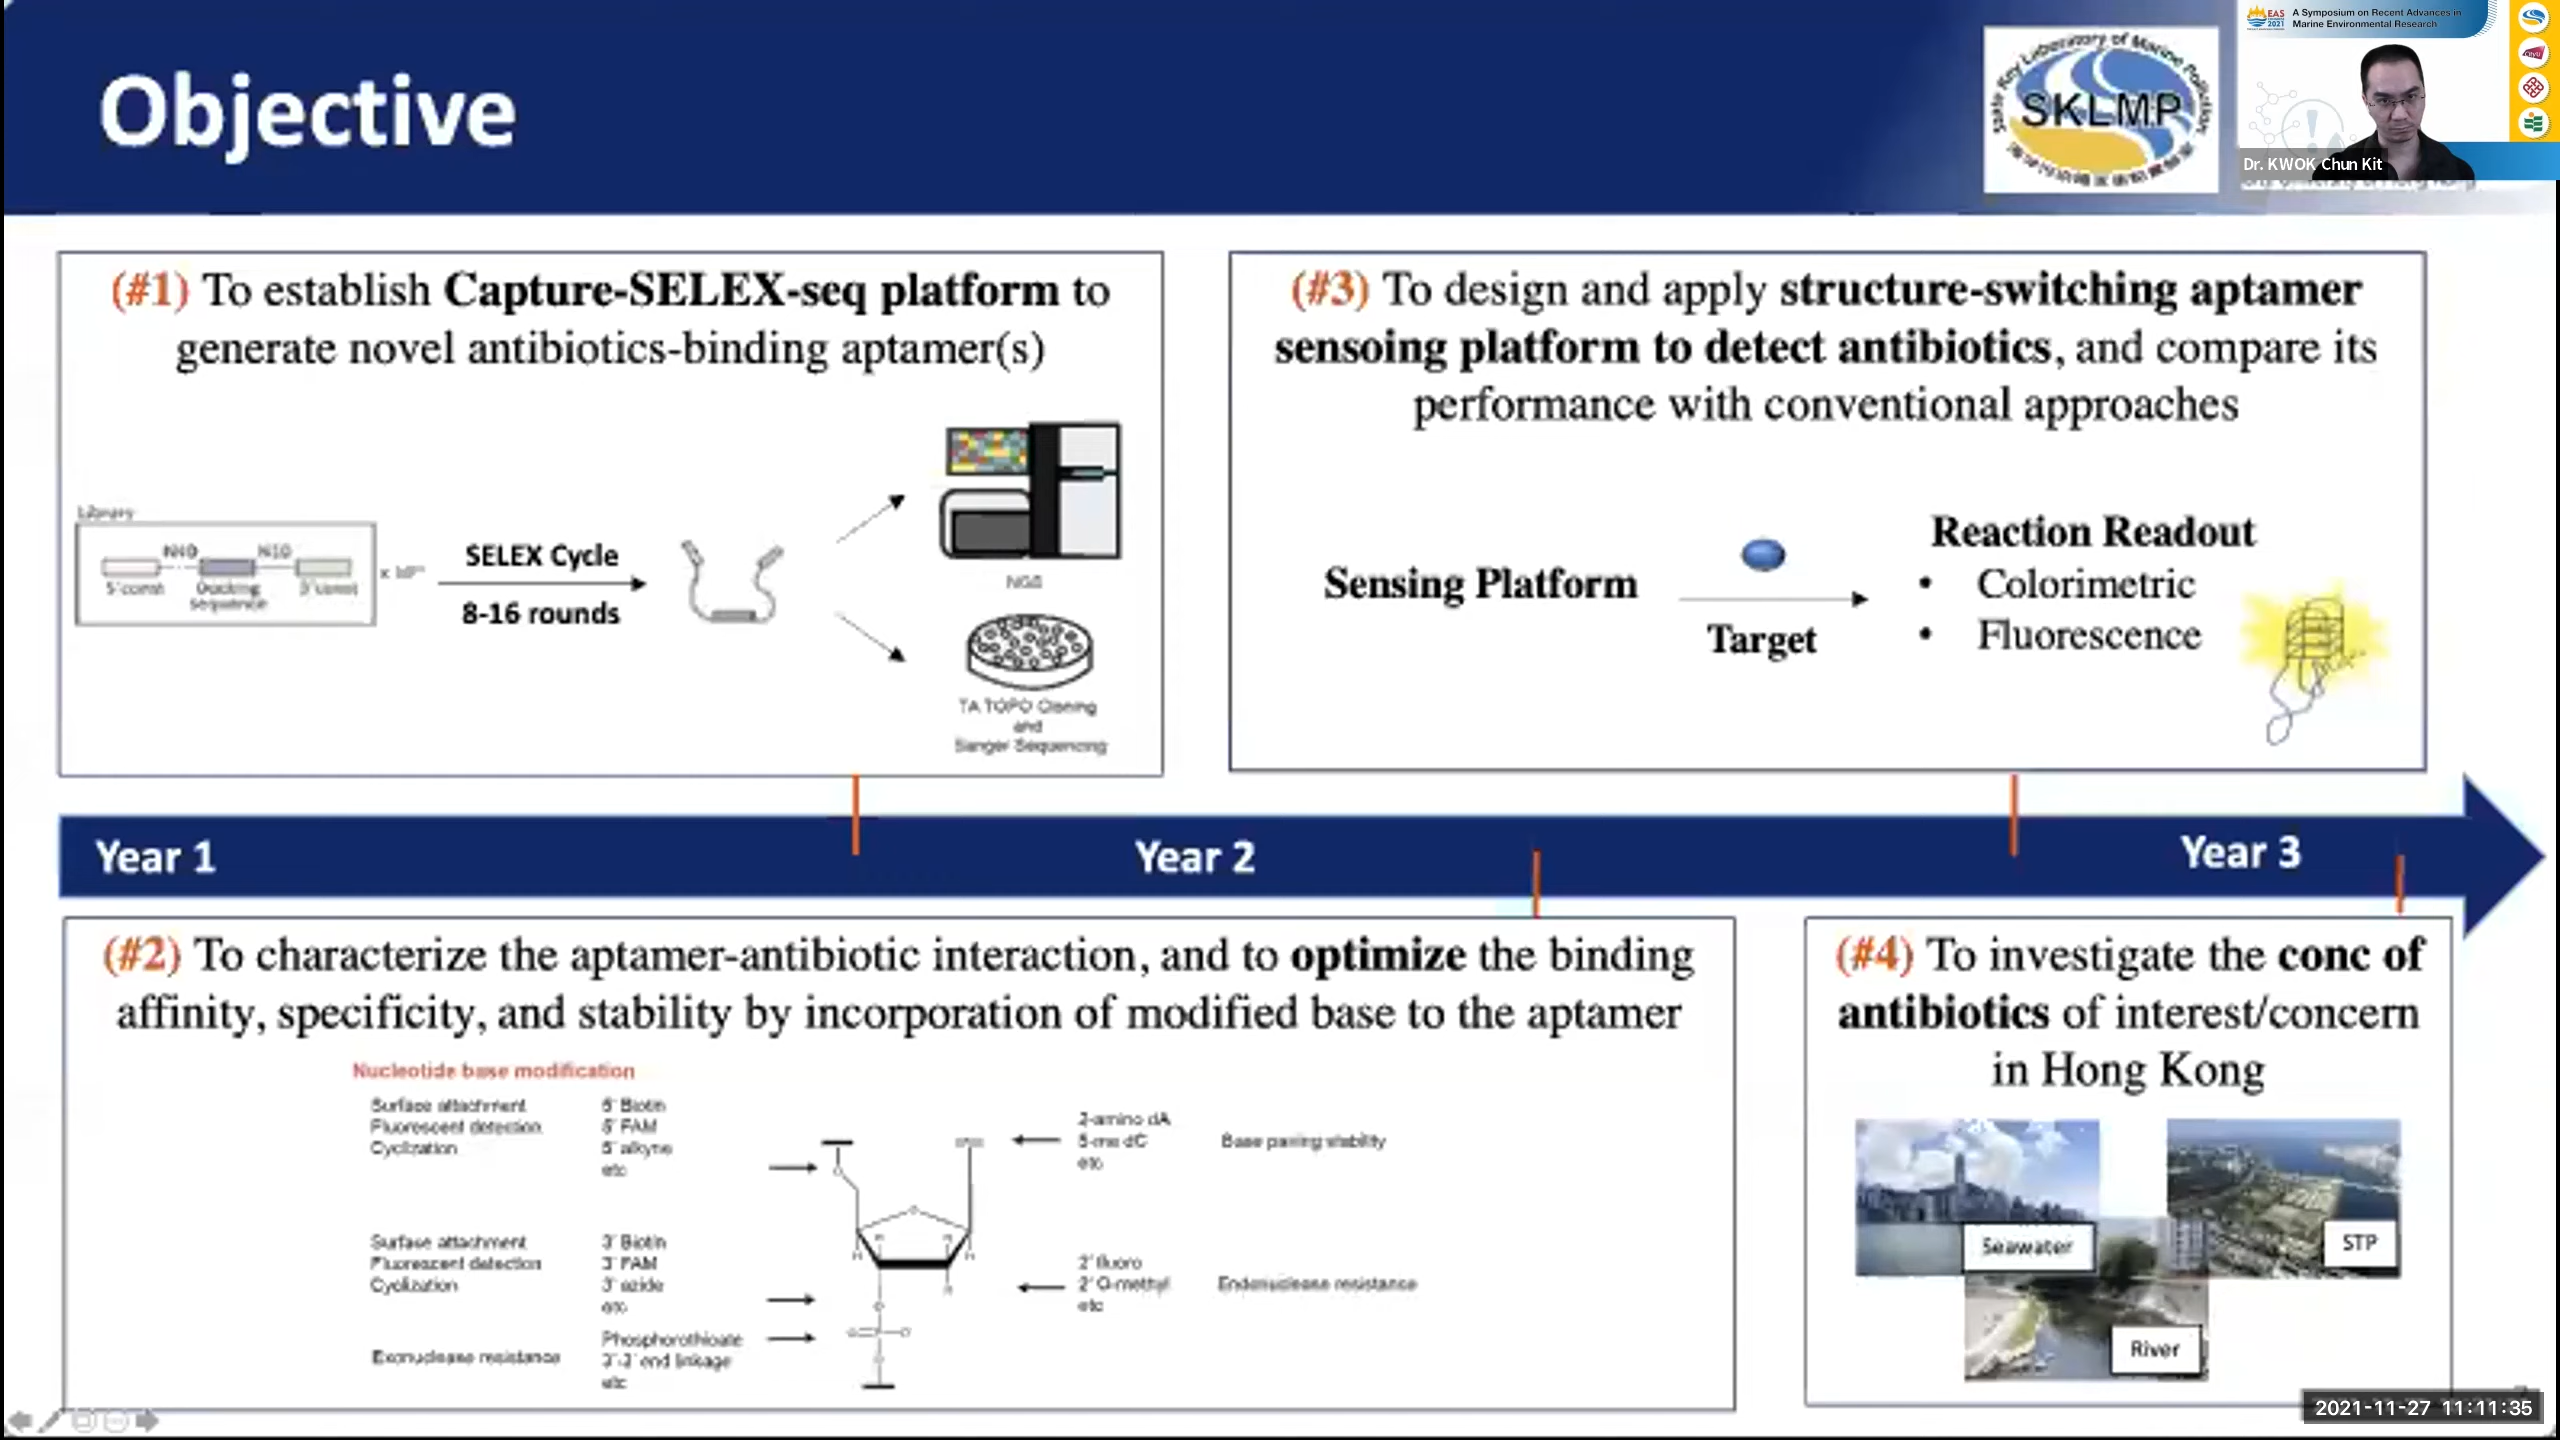 Objective
State Key Laboratory of Marine Pollution
SKLMP
EAS
2021
A Symposium on Recent Advances in
Marine Environmental Research
Dr. KWOK Chun Kit
(#1) To establish Capture-SELEX-seq platform to
generate novel antibiotics-binding aptamer(s)
Library
N40
N10
5'const
Docking
sequence
3'const
SELEX Cycle
8-16 rounds
NGS
TA TOPO Cloning
and
Sanger Sequencing
(#3) To design and apply structure-switching aptamer
sensoing platform to detect antibiotics, and compare its
performance with conventional approaches
Sensing Platform
Target
Reaction Readout
• Colorimetric
• Fluorescence
Year 1
Year 2
Year 3
(#2) To characterize the aptamer-antibiotic interaction, and to optimize the binding
affinity, specificity, and stability by incorporation of modified base to the aptamer
Nucleotide base modification
Surface attachment 5' Biotin
Fluorescent detection 5' FAM
Cyclization 5' alkyne
etc
2-amino dA
5-me dC
etc
Base pairing stability
Surface attachment 3' Biotin
Fluorescent detection 3' FAM
Cyclization 3' azide
etc
2' fluoro
2' O-methyl
etc
Endonuclease resistance
Phosphorothioate
Exonuclease resistance 3'-3' end linkage
etc
(#4) To investigate the conc of
antibiotics of interest/concern
in Hong Kong
Seawater
STP
River
2021-11-27 11:11:35